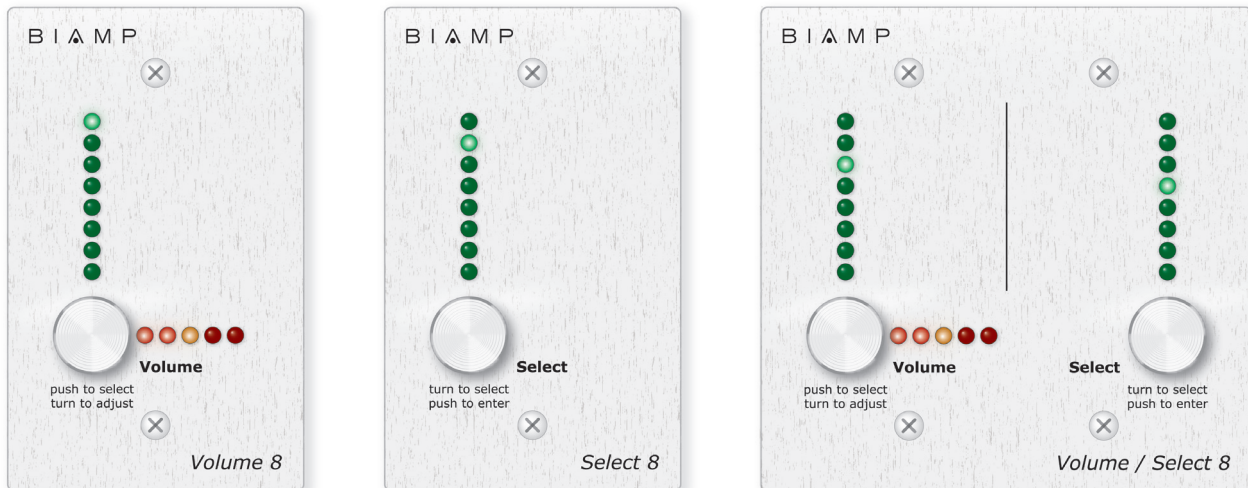 BIAMP
Volume
push to select
turn to adjust
Volume 8
BIAMP
Select
turn to select
push to enter
Select 8
BIAMP
Volume
push to select
turn to adjust
Select
turn to select
push to enter
Volume / Select 8